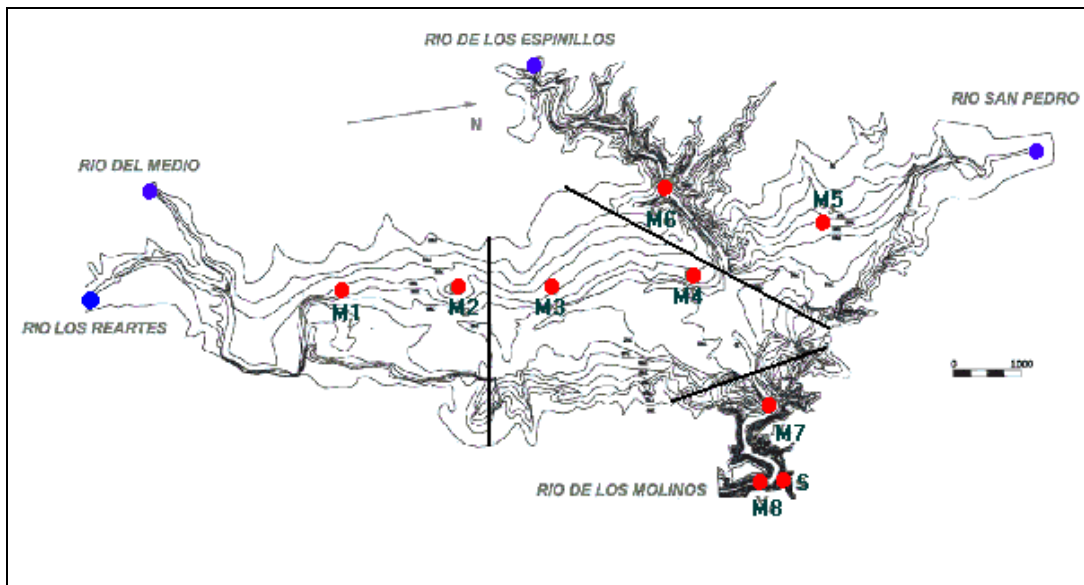 RIO DE LOS ESPINILLOS
RIO SAN PEDRO
N
RIO DEL MEDIO
M5
M6
M4
M1
M2
M3
RIO LOS REARTES
0
1000
M7
RIO DE LOS MOLINOS
S
M8